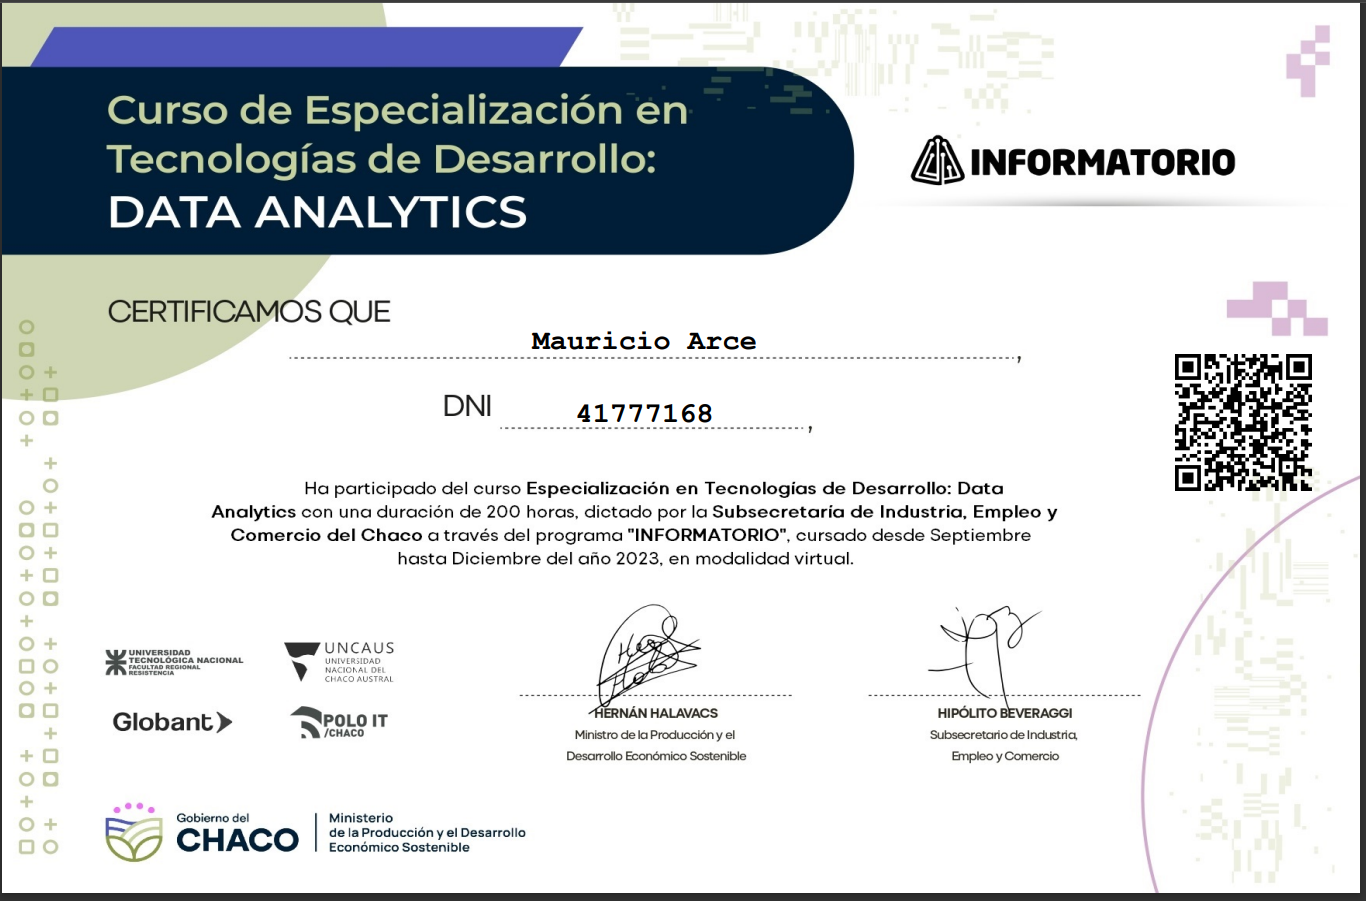 Curso de Especialización en
Tecnologías de Desarrollo:
DATA ANALYTICS
INFORMATORIO
CERTIFICAMOS QUE
Mauricio Arce,
DNI 41777168,
Ha participado del curso Especialización en Tecnologías de Desarrollo: Data
Analytics con una duración de 200 horas, dictado por la Subsecretaría de Industria, Empleo y
Comercio del Chaco a través del programa "INFORMATORIO", cursado desde Septiembre
hasta Diciembre del año 2023, en modalidad virtual.
UNIVERSIDAD
TECNOLÓGICA NACIONAL
FACULTAD REGIONAL
RESISTENCIA
UNCAUS
UNIVERSIDAD
NACIONAL DEL
CHACO AUSTRAL
Globant
POLO IT
/CHACO
HERNÁN HALAVACS
Ministro de la Producción y el
Desarrollo Económico Sostenible
HIPÓLITO BEVERAGGI
Subsecretario de Industria,
Empleo y Comercio
Gobierno del
CHACO
Ministerio
de la Producción y el Desarrollo
Económico Sostenible